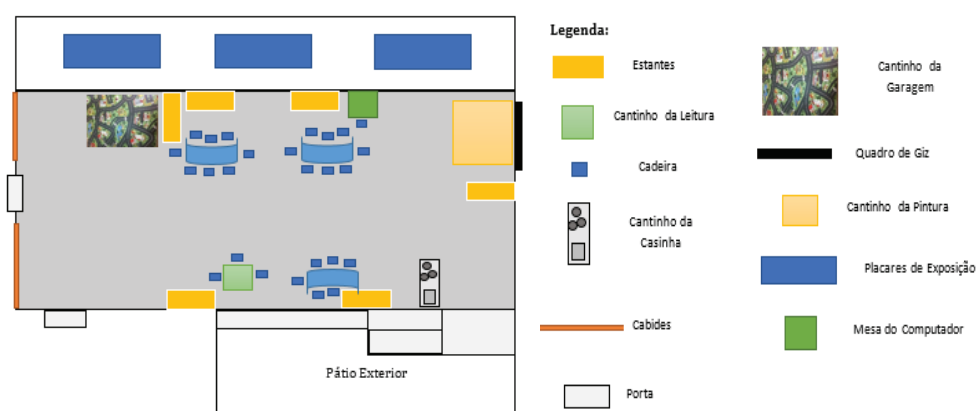 Legenda:
Estantes
Cantinho da Leitura
Cadeira
Cantinho da
Casinha
Cabides
Porta
Cantinho da
Garagem
Quadro de Giz
Cantinho da Pintura
Placares de Exposição
Mesa do Computador
Pátio Exterior